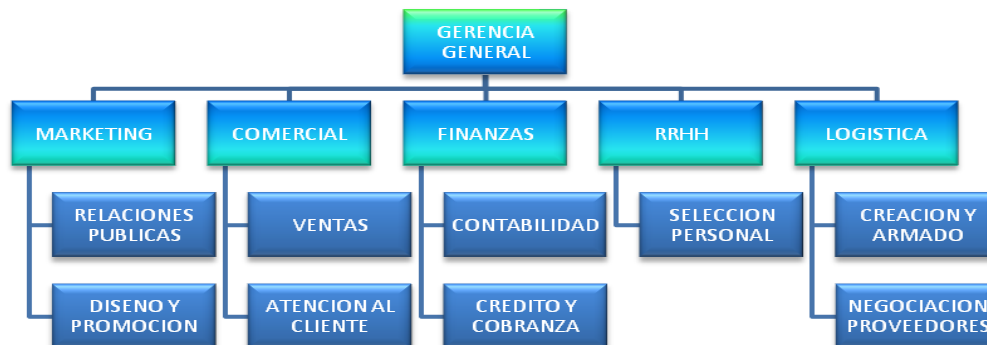 GERENCIA
GENERAL
MARKETING
COMERCIAL
FINANZAS
RRHH
LOGISTICA
RELACIONES
PUBLICAS
VENTAS
CONTABILIDAD
SELECCION
PERSONAL
CREACION Y
ARMADO
DISENO Y
PROMOCION
ATENCION AL
CLIENTE
CREDITO Y
COBRANZA
NEGOCIACION
PROVEEDORES